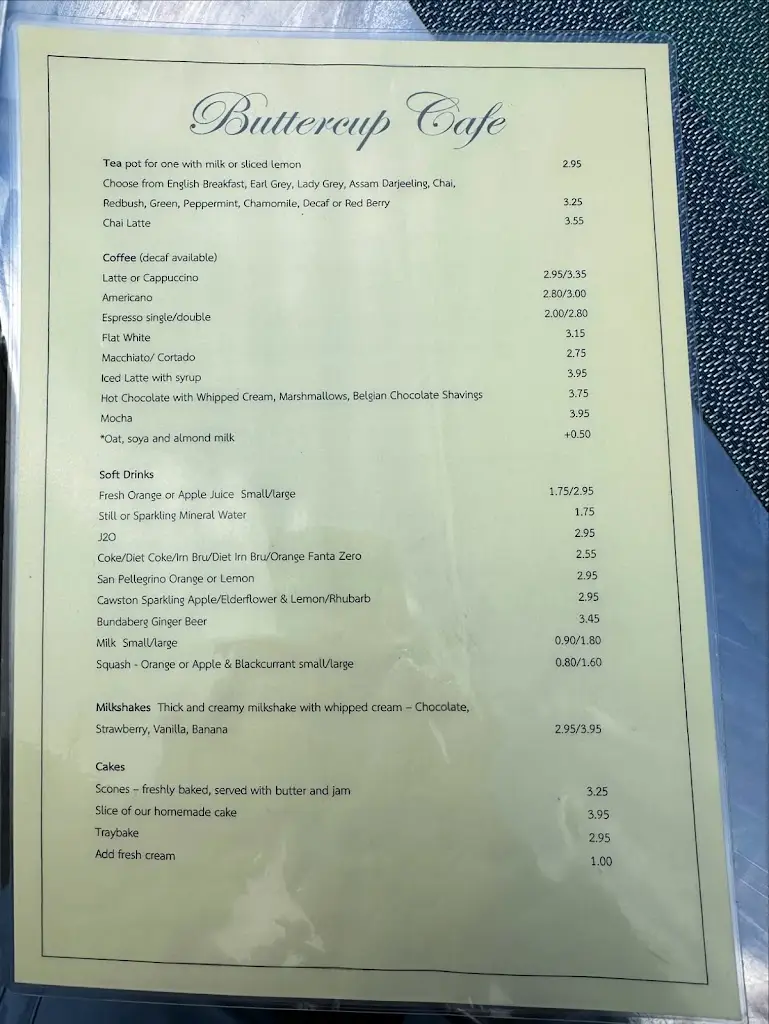 Buttercup Cafe
Tea pot for one with milk or sliced lemon 2.95
Choose from English Breakfast, Earl Grey, Lady Grey, Assam Darjeeling, Chai,
Redbush, Green, Peppermint, Chamomile, Decaf or Red Berry 3.25
Chai Latte 3.55
Coffee (decaf available)
Latte or Cappuccino 2.95/3.35
Americano 2.80/3.00
Espresso single/double 2.00/2.80
Flat White 3.15
Macchiato/ Cortado 2.75
Iced Latte with syrup 3.95
Hot Chocolate with Whipped Cream, Marshmallows, Belgian Chocolate Shavings 3.75
Mocha 3.95
*Oat, soya and almond milk +0.50
Soft Drinks
Fresh Orange or Apple Juice Small/large 1.75/2.95
Still or Sparkling Mineral Water 1.75
J2O 2.95
Coke/Diet Coke/Irn Bru/Diet Irn Bru/Orange Fanta Zero 2.55
San Pellegrino Orange or Lemon 2.95
Cawston Sparkling Apple/Elderflower & Lemon/Rhubarb 2.95
Bundaberg Ginger Beer 3.45
Milk Small/large 0.90/1.80
Squash - Orange or Apple & Blackcurrant small/large 0.80/1.60
Milkshakes Thick and creamy milkshake with whipped cream – Chocolate,
Strawberry, Vanilla, Banana 2.95/3.95
Cakes
Scones – freshly baked, served with butter and jam 3.25
Slice of our homemade cake 3.95
Traybake 2.95
Add fresh cream 1.00